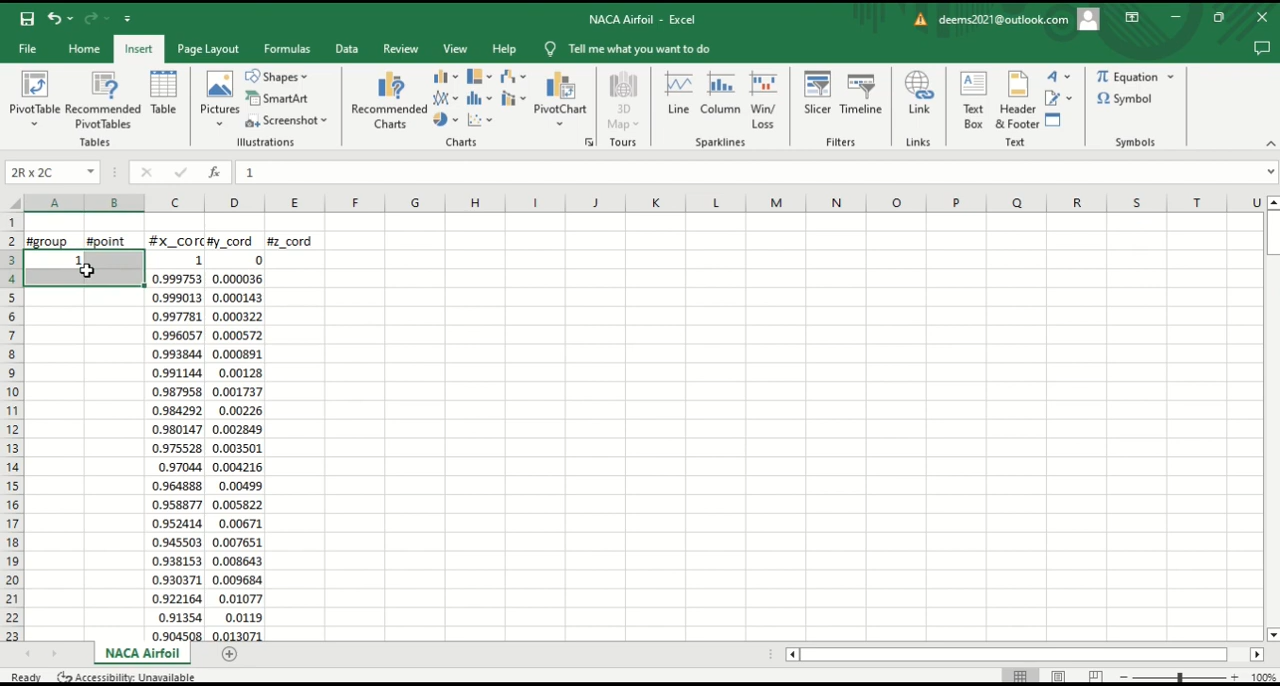 NACA Airfoil - Excel
deems2021@outlook.com
File Home Insert Page Layout Formulas Data Review View Help Tell me what you want to do
PivotTable Recommended PivotTables Table
Tables
Pictures Shapes SmartArt Screenshot
Illustrations
Recommended Charts PivotChart
Charts
3D Map
Tours
Line Column Win/ Loss
Sparklines
Slicer Timeline
Filters
Link
Links
Text Box Header & Footer
Text
π Equation
Ω Symbol
Symbols
2R x 2C fx 1
A B C D E F G H I J K L M N O P Q R S T U
1
2 #group #point #x_cord #y_cord #z_cord
3 1 1 0
4 0.999753 0.000036
5 0.999013 0.000143
6 0.997781 0.000322
7 0.996057 0.000572
8 0.993844 0.000891
9 0.991144 0.00128
10 0.987958 0.001737
11 0.984292 0.00226
12 0.980147 0.002849
13 0.975528 0.003501
14 0.97044 0.004216
15 0.964888 0.00499
16 0.958877 0.005822
17 0.952414 0.00671
18 0.945503 0.007651
19 0.938153 0.008643
20 0.930371 0.009684
21 0.922164 0.01077
22 0.91354 0.0119
23 0.904508 0.013071
NACA Airfoil
Ready Accessibility: Unavailable 100%